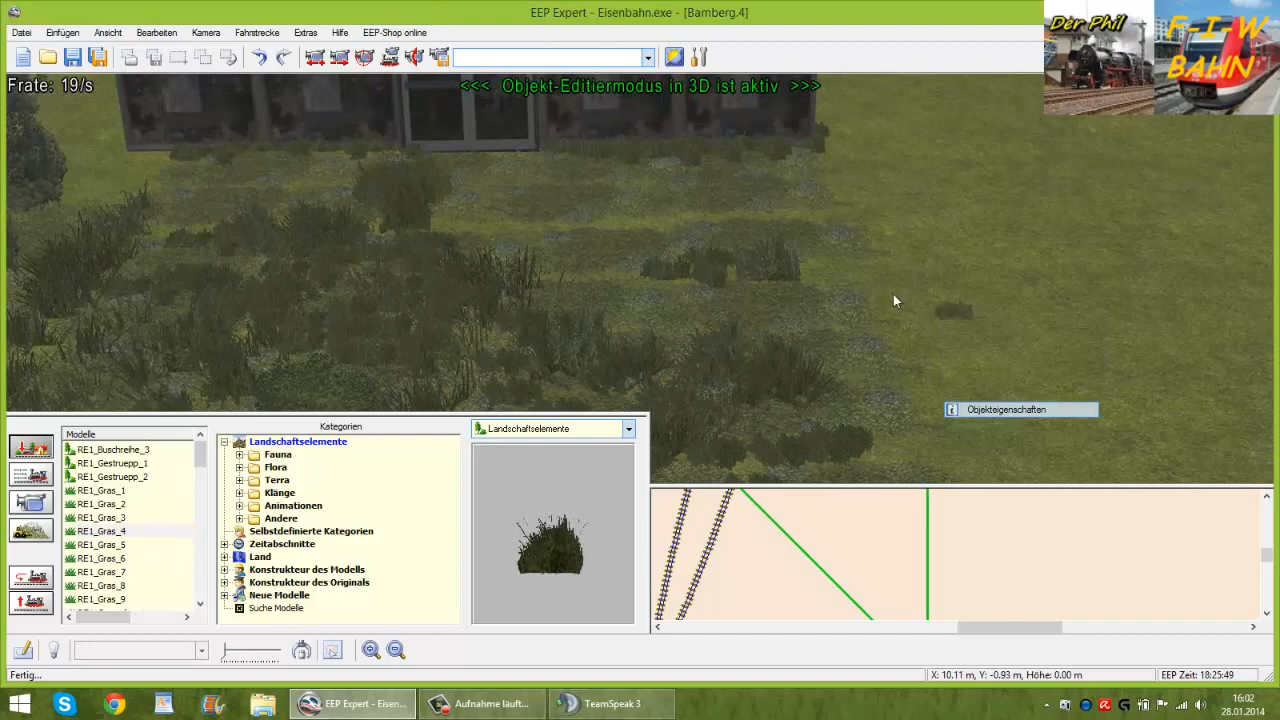 EEP Expert - Eisenbahn.exe - [Bamberg.4]
Datei Einfügen Ansicht Bearbeiten Kamera Fahrstrecke Extras Hilfe EEP-Shop online
Der Phil
F-I-W
BAHN
Frate: 19/s
<<< Objekt-Editiermodus in 3D ist aktiv >>>
Objekteigenschaften
Modelle
RE1_Buschreihe_3
RE1_Gestruepp_1
RE1_Gestruepp_2
RE1_Gras_1
RE1_Gras_2
RE1_Gras_3
RE1_Gras_4
RE1_Gras_5
RE1_Gras_6
RE1_Gras_7
RE1_Gras_8
RE1_Gras_9
Kategorien
Landschaftselemente
Fauna
Flora
Terra
Klänge
Animationen
Andere
Selbstdefinierte Kategorien
Zeitabschnitte
Land
Konstrukteur des Modells
Konstrukteur des Originals
Neue Modelle
Suche Modelle
Landschaftselemente
Fertig...
X: 10.11 m, Y: -0.93 m, Höhe: 0.00 m
EEP Zeit: 18:25:49
EEP Expert - Eisen...
Aufnahme läuft...
TeamSpeak 3
16:02
28.01.2014